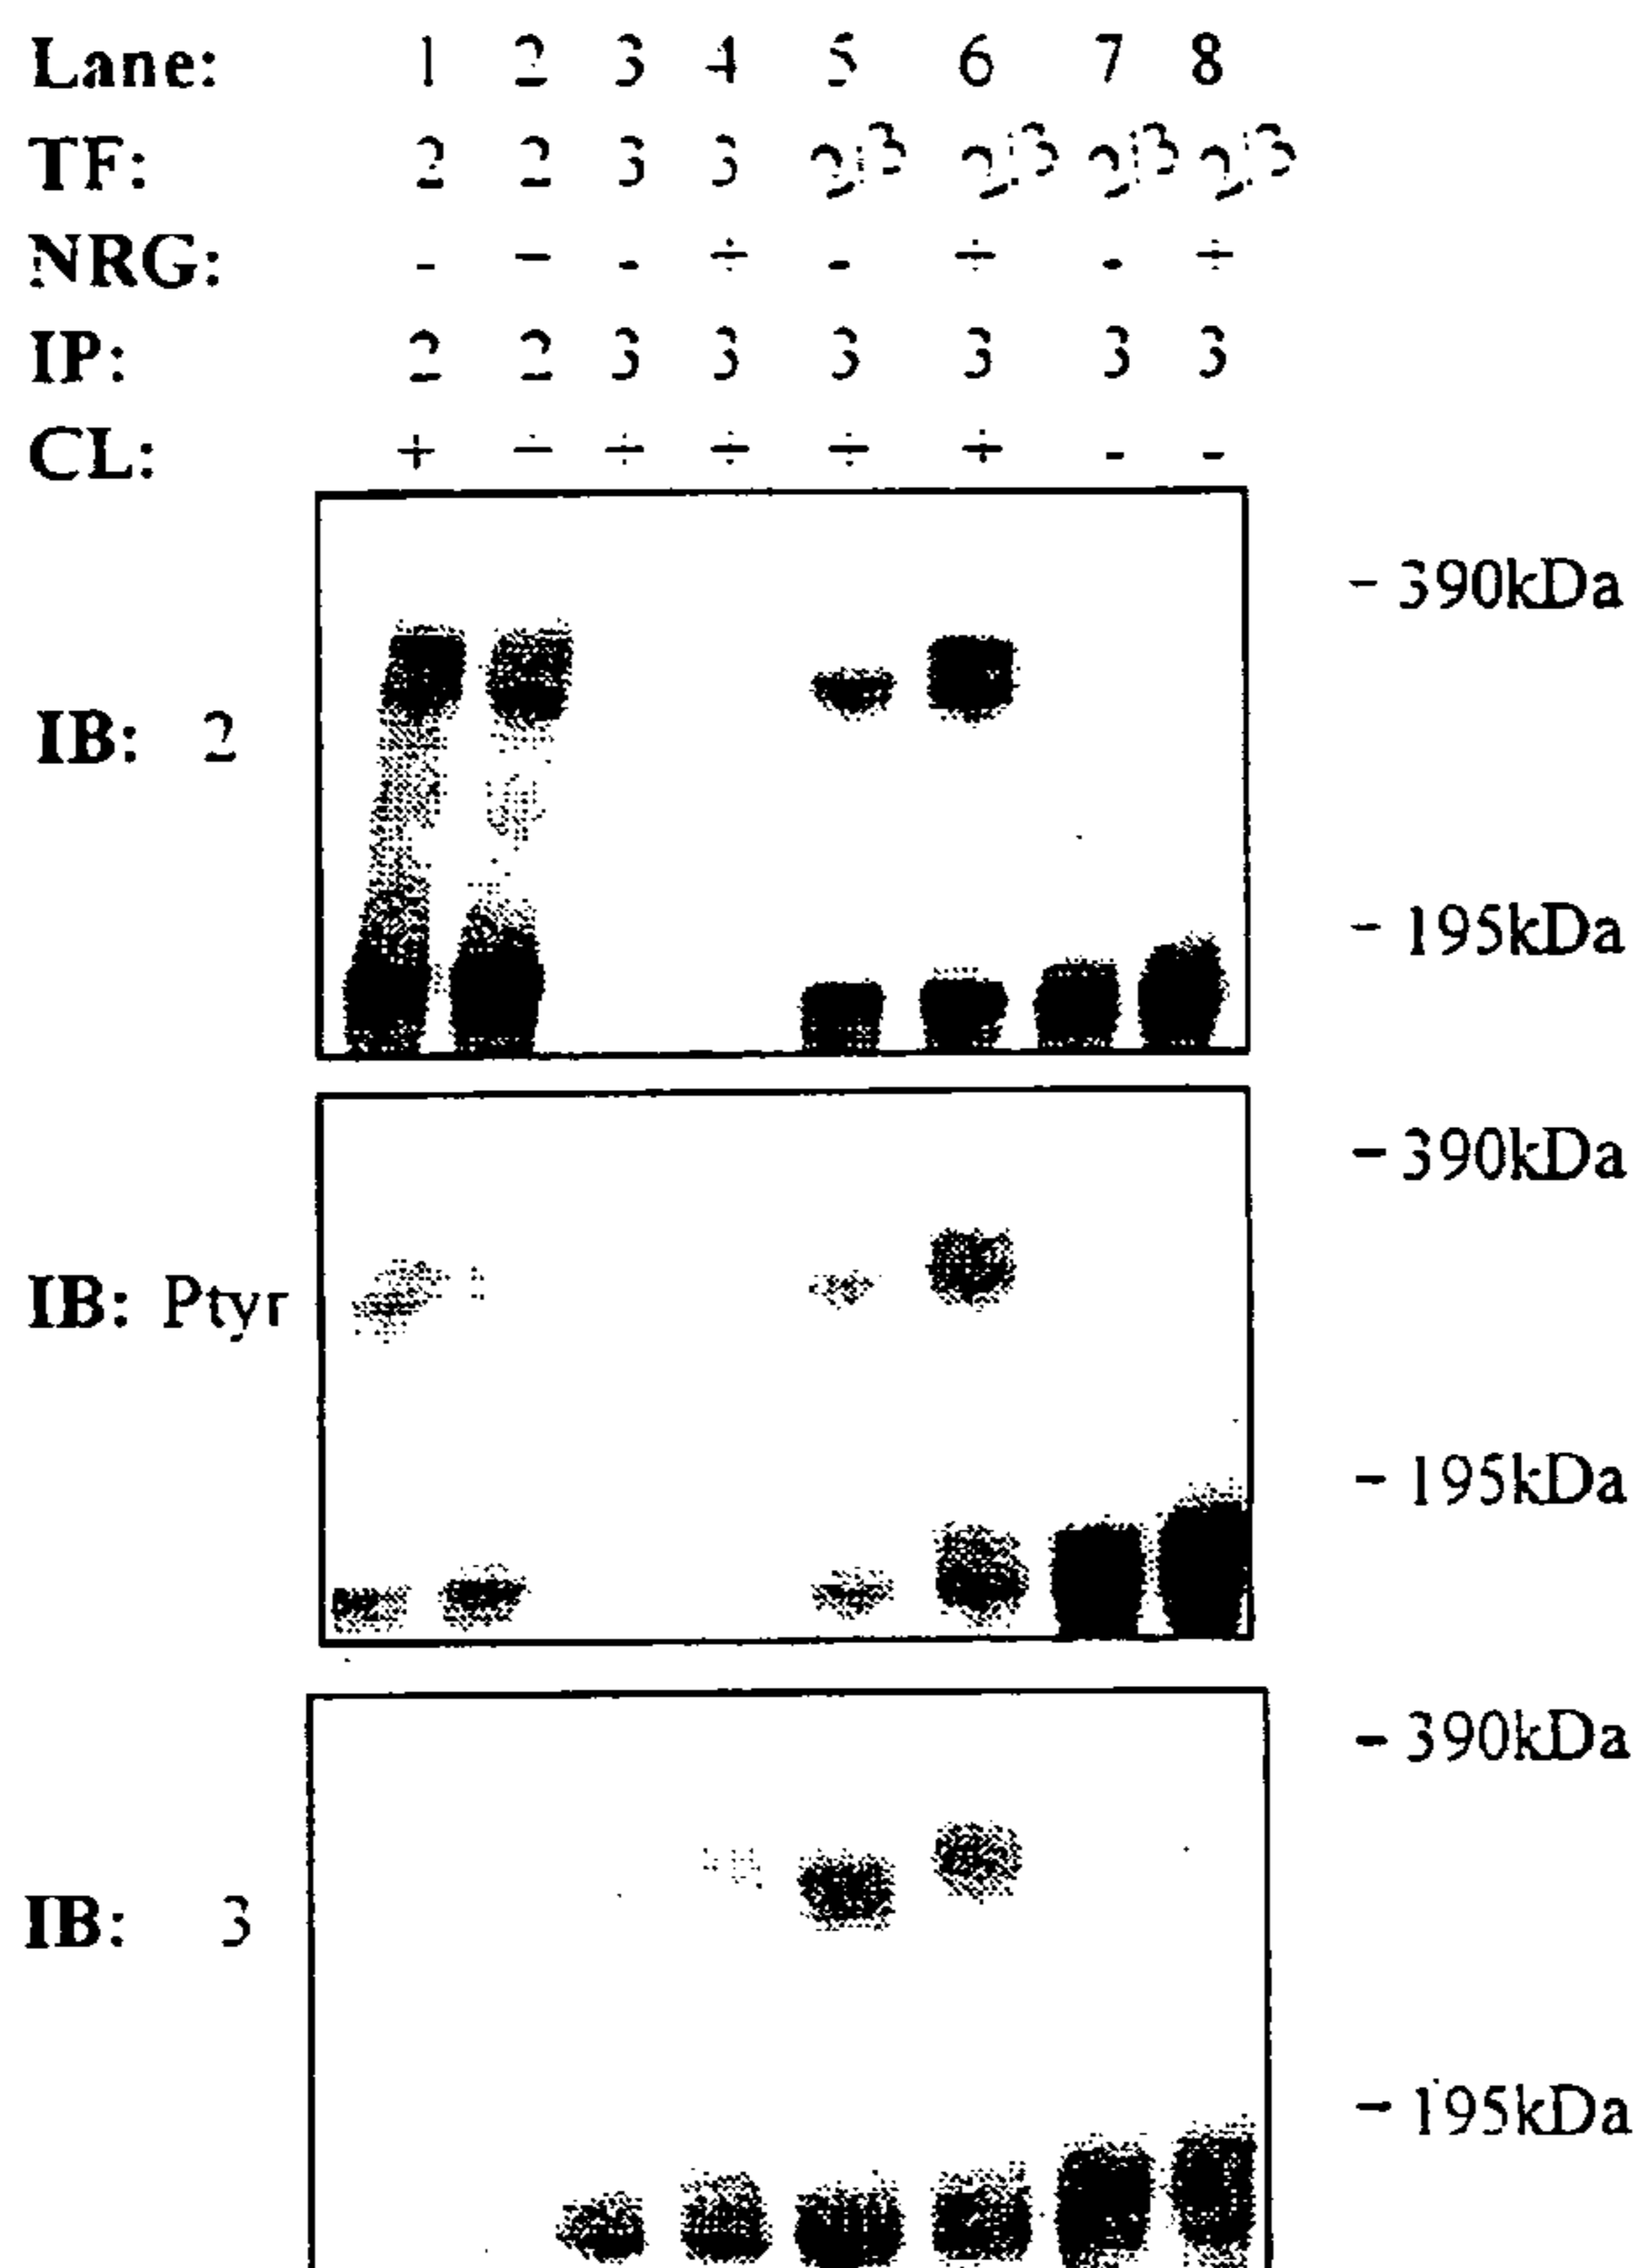 Lane: 1 2 3 4 5 6 7 8
TF: 2 2 3 3 2+3 2+3 2+3 2+3
NRG: - − - ÷ - ÷ - ÷
IP: 2 2 3 3 3 3 3 3
CL: + ÷ ÷ ÷ ÷ ÷ - -
- 390kDa
IB: 2
- 195kDa
- 390kDa
IB: Ptyr
- 195kDa
- 390kDa
IB: 3
- 195kDa